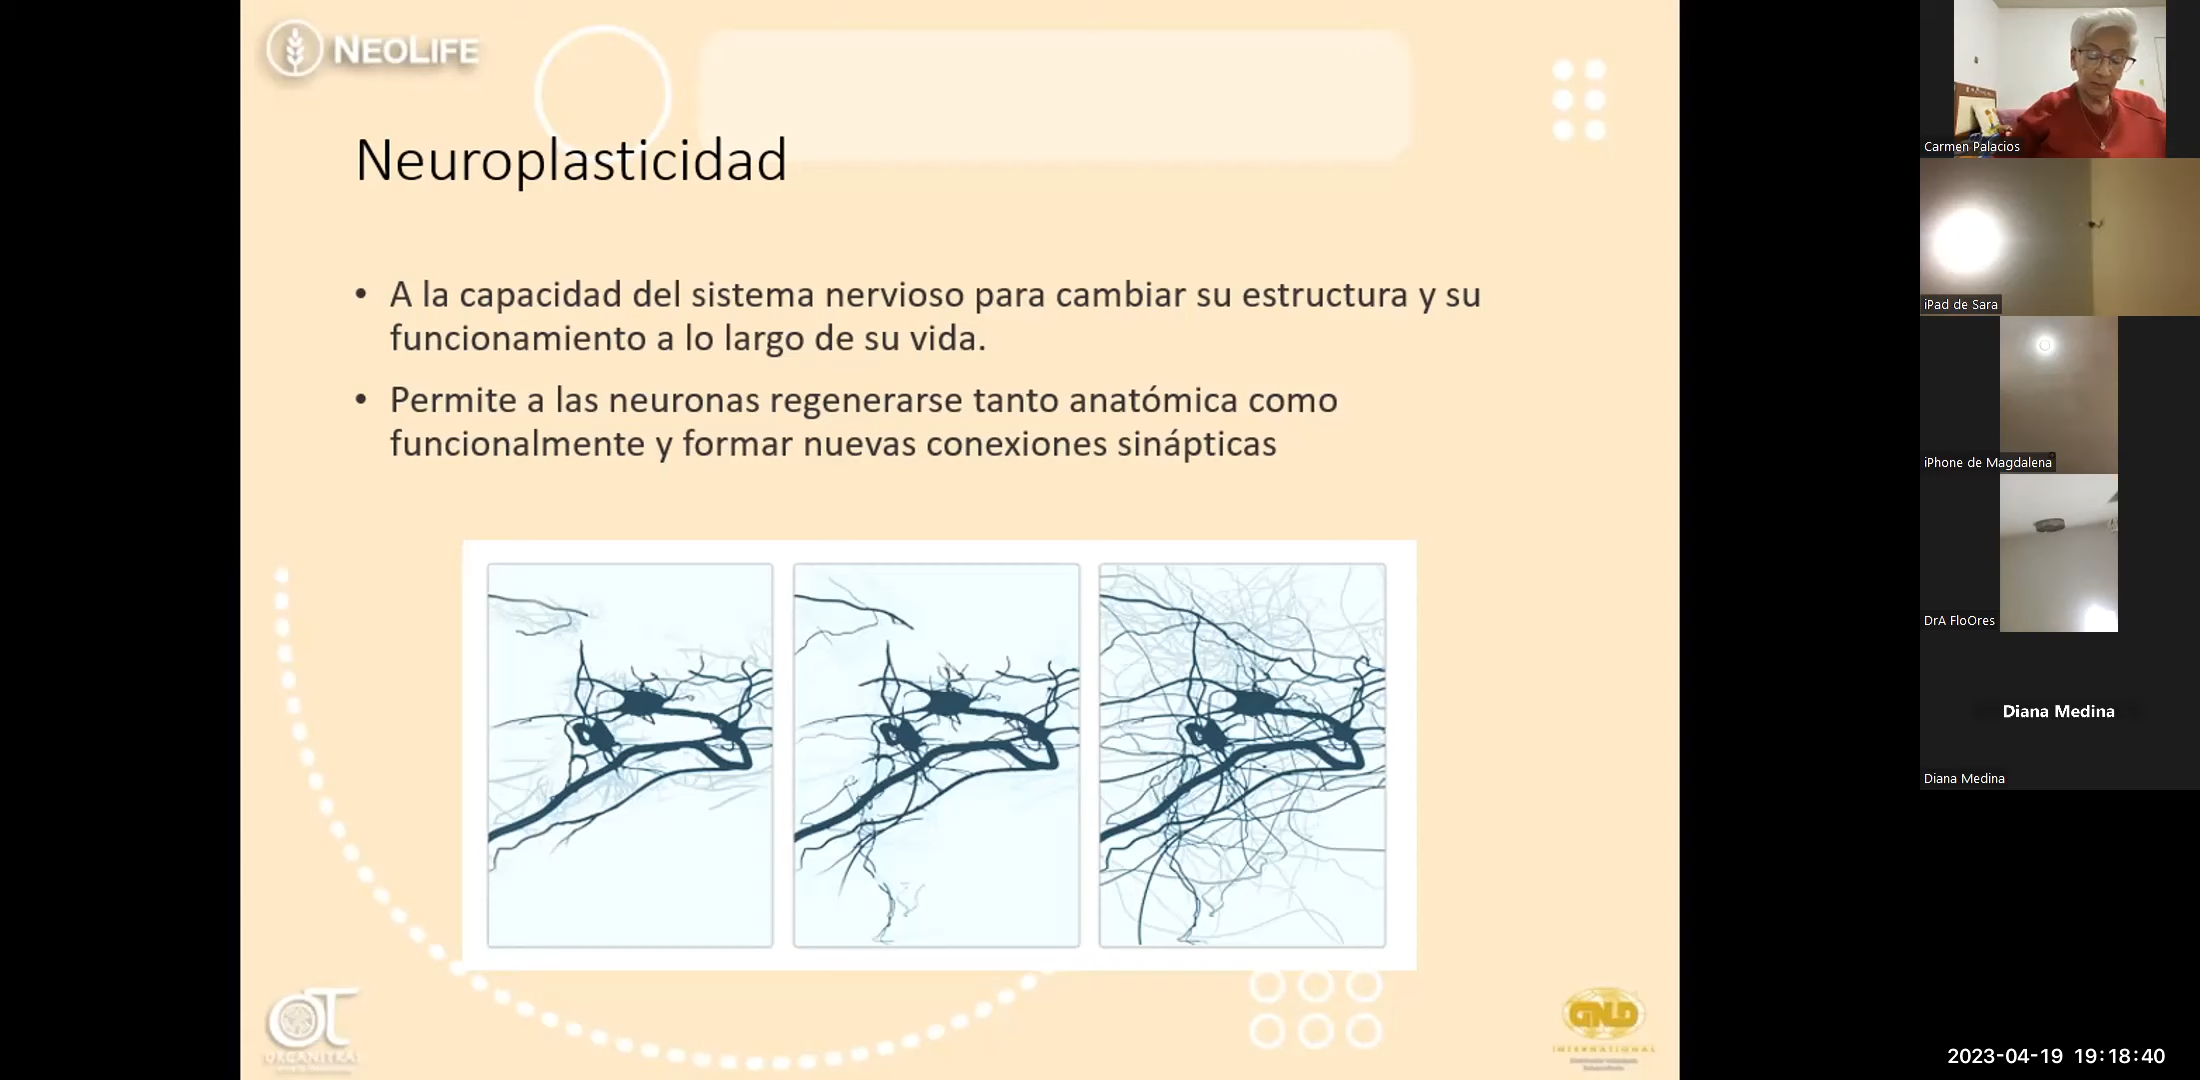 NEOLIFE
Neuroplasticidad
• A la capacidad del sistema nervioso para cambiar su estructura y su
funcionamiento a lo largo de su vida.
• Permite a las neuronas regenerarse tanto anatómica como
funcionalmente y formar nuevas conexiones sinápticas
ORGANITRA
GNLD
INTERNATIONAL
Carmen Palacios
iPad de Sara
iPhone de Magdalena
DrA FloOres
Diana Medina
Diana Medina
2023-04-19 19:18:40